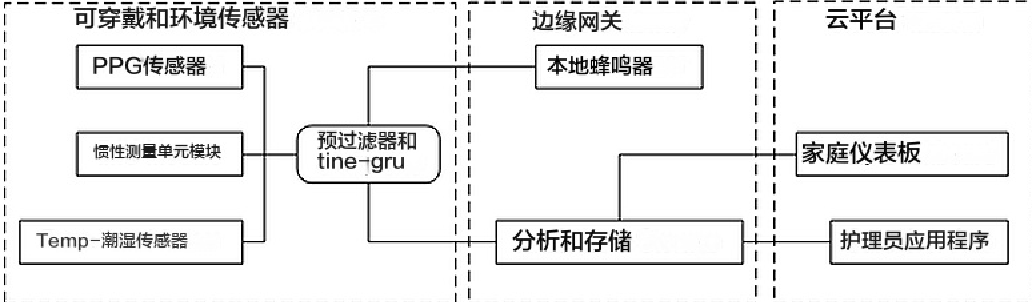 可穿戴和环境传感器
边缘网关
云平台
PPG传感器
本地蜂鸣器
预过滤器和
tine-gru
惯性测量单元模块
家庭仪表板
Temp-潮湿传感器
分析和存储
护理员应用程序